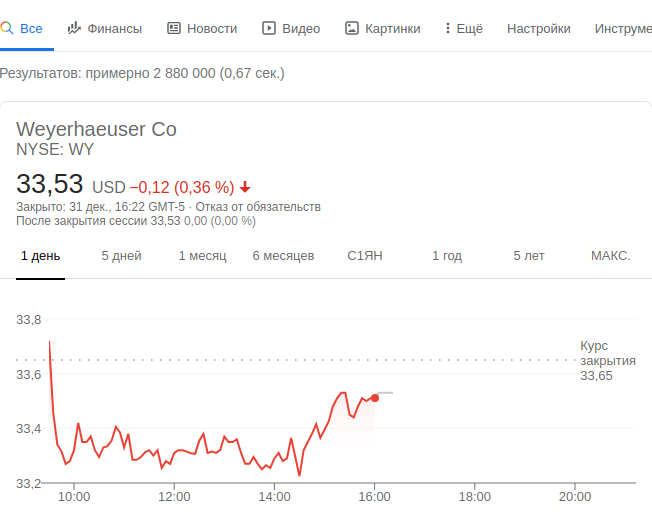 Все Финансы Новости Видео Картинки Ещё Настройки Инструме
Результатов: примерно 2 880 000 (0,67 сек.)
Weyerhaeuser Co
NYSE: WY
33,53 USD −0,12 (0,36 %)
Закрыто: 31 дек., 16:22 GMT-5 · Отказ от обязательств
После закрытия сессии 33,53 0,00 (0,00 %)
1 день 5 дней 1 месяц 6 месяцев С1ЯН 1 год 5 лет МАКС.
33,8
Курс
закрытия
33,65
33,6
33,4
33,2
10:00 12:00 14:00 16:00 18:00 20:00